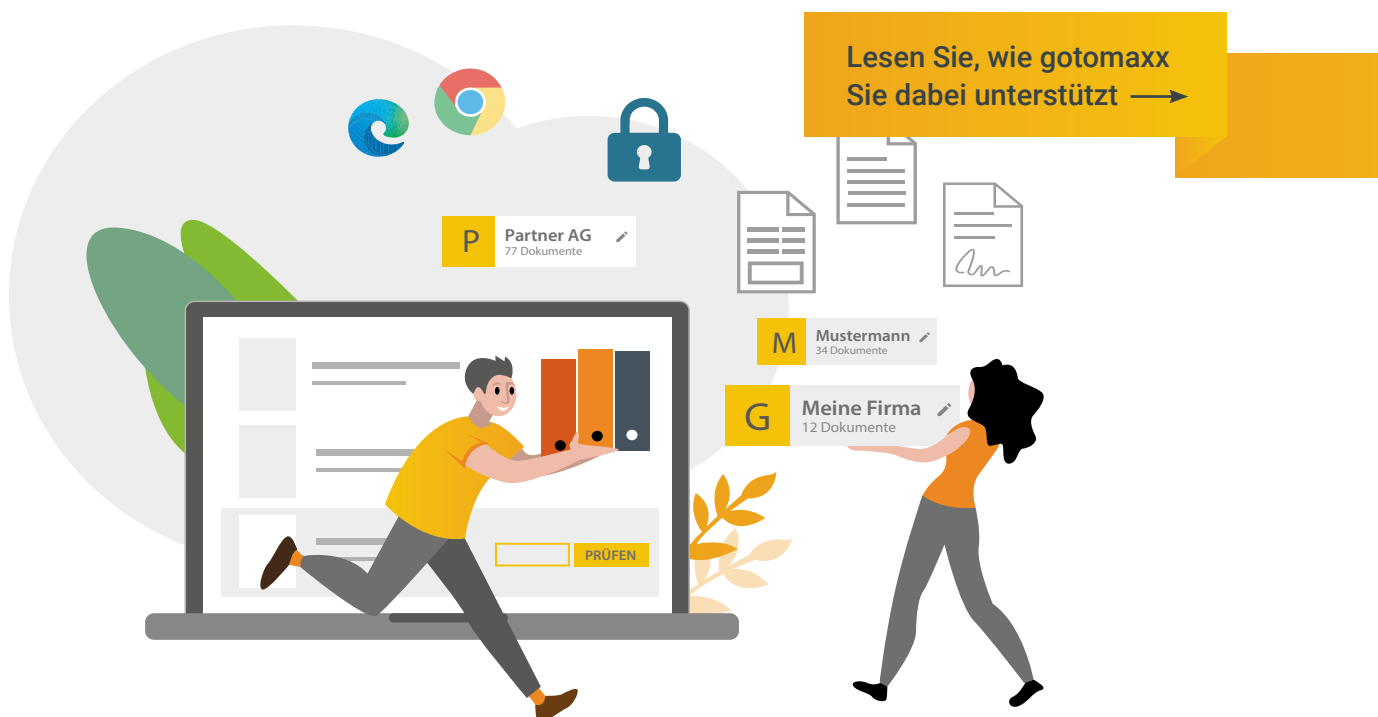 Lesen Sie, wie gotomaxx
Sie dabei unterstützt
P
Partner AG
77 Dokumente
M
Mustermann
34 Dokumente
G
Meine Firma
12 Dokumente
PRÜFEN